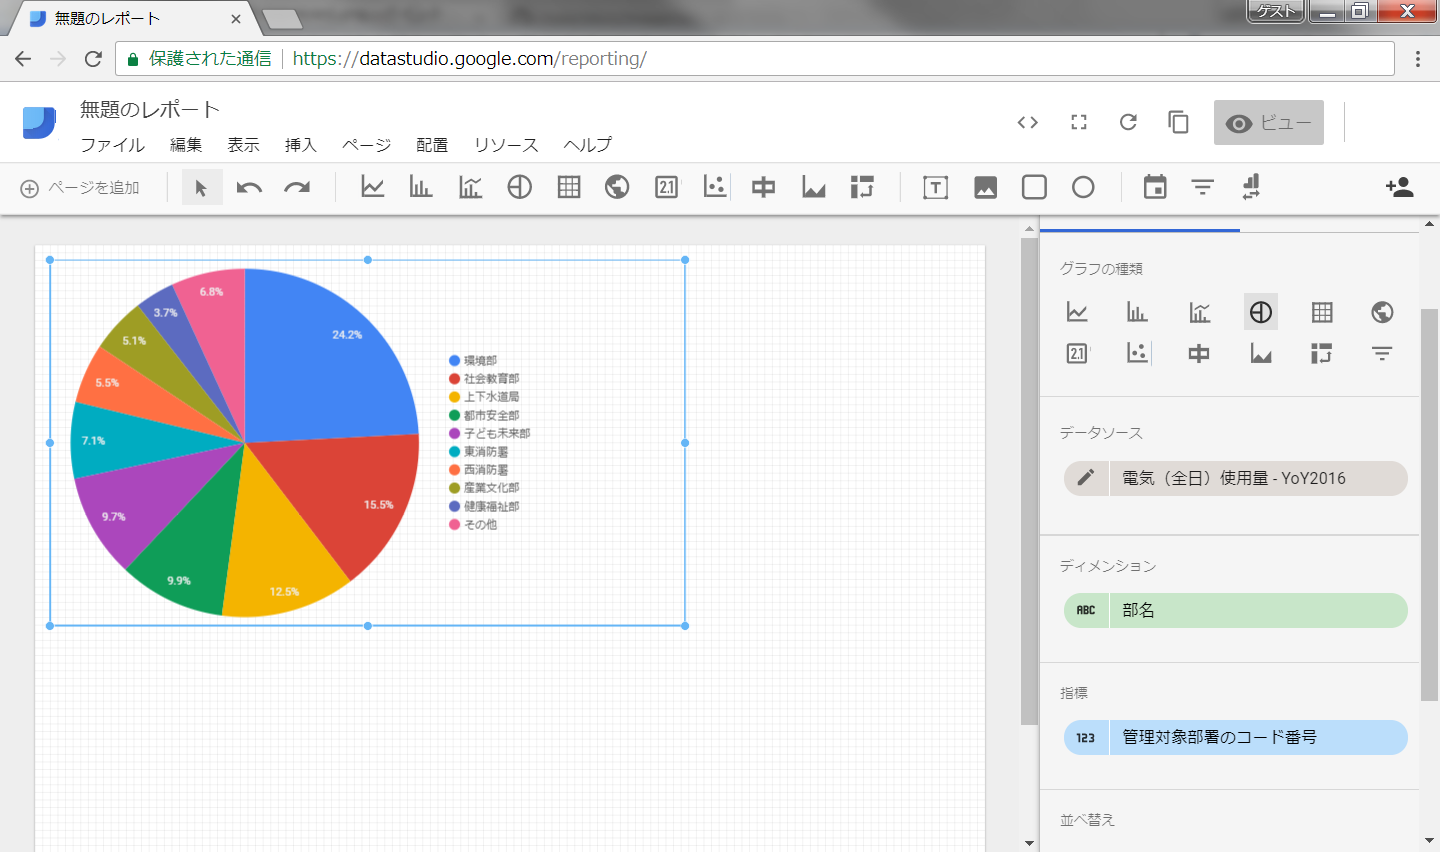 無題のレポート
ゲスト
保護された通信
https://datastudio.google.com/reporting/
無題のレポート
ファイル 編集 表示 挿入 ページ 配置 リソース ヘルプ
ビュー
ページを追加
2.1
T
6.8%
24.2%
3.7%
5.1%
5.5%
7.1%
9.7%
9.9%
12.5%
15.5%
環境部
社会教育部
上下水道局
都市安全部
子ども未来部
東消防署
西消防署
産業文化部
健康福祉部
その他
グラフの種類
2.1
データソース
電気（全日）使用量 - YoY2016
ディメンション
ABC 部名
指標
123 管理対象部署のコード番号
並べ替え